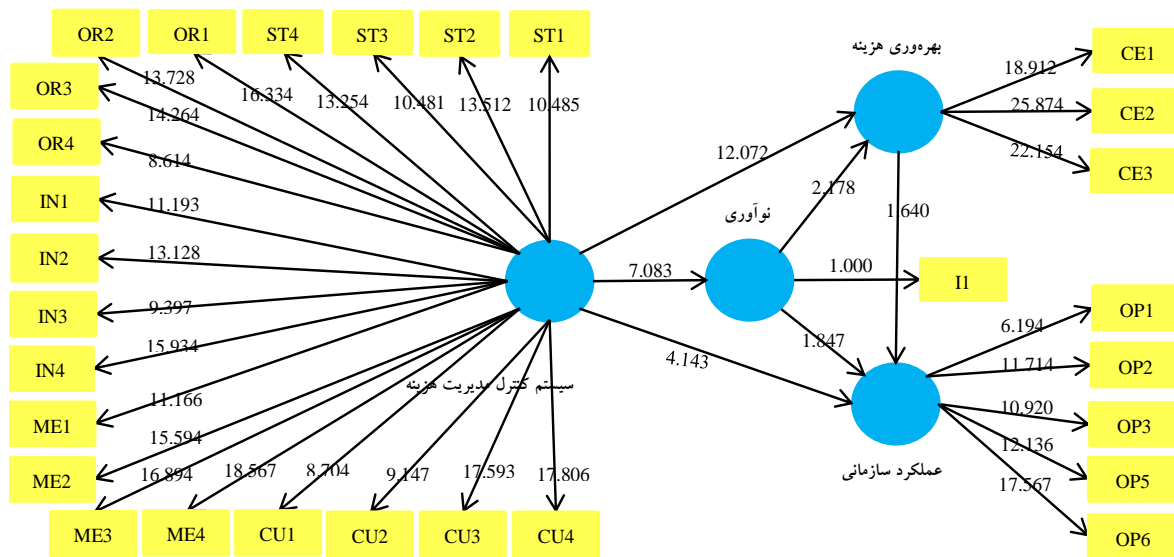 OR2
OR1
ST4
ST3
ST2
ST1
OR3
OR4
IN1
IN2
IN3
IN4
ME1
ME2
ME3
ME4
CU1
CU2
CU3
CU4
13.728
16.334
13.254
10.481
13.512
10.485
14.264
8.614
11.193
13.128
9.397
15.934
11.166
15.594
16.894
18.567
8.704
9.147
17.593
17.806
سیستم کنترل مدیریت هزینه
12.072
7.083
4.143
نوآوری
2.178
1.000
1.847
I1
بهره‌وری هزینه
1.640
18.912
25.874
22.154
CE1
CE2
CE3
عملکرد سازمانی
6.194
11.714
10.920
12.136
17.567
OP1
OP2
OP3
OP5
OP6